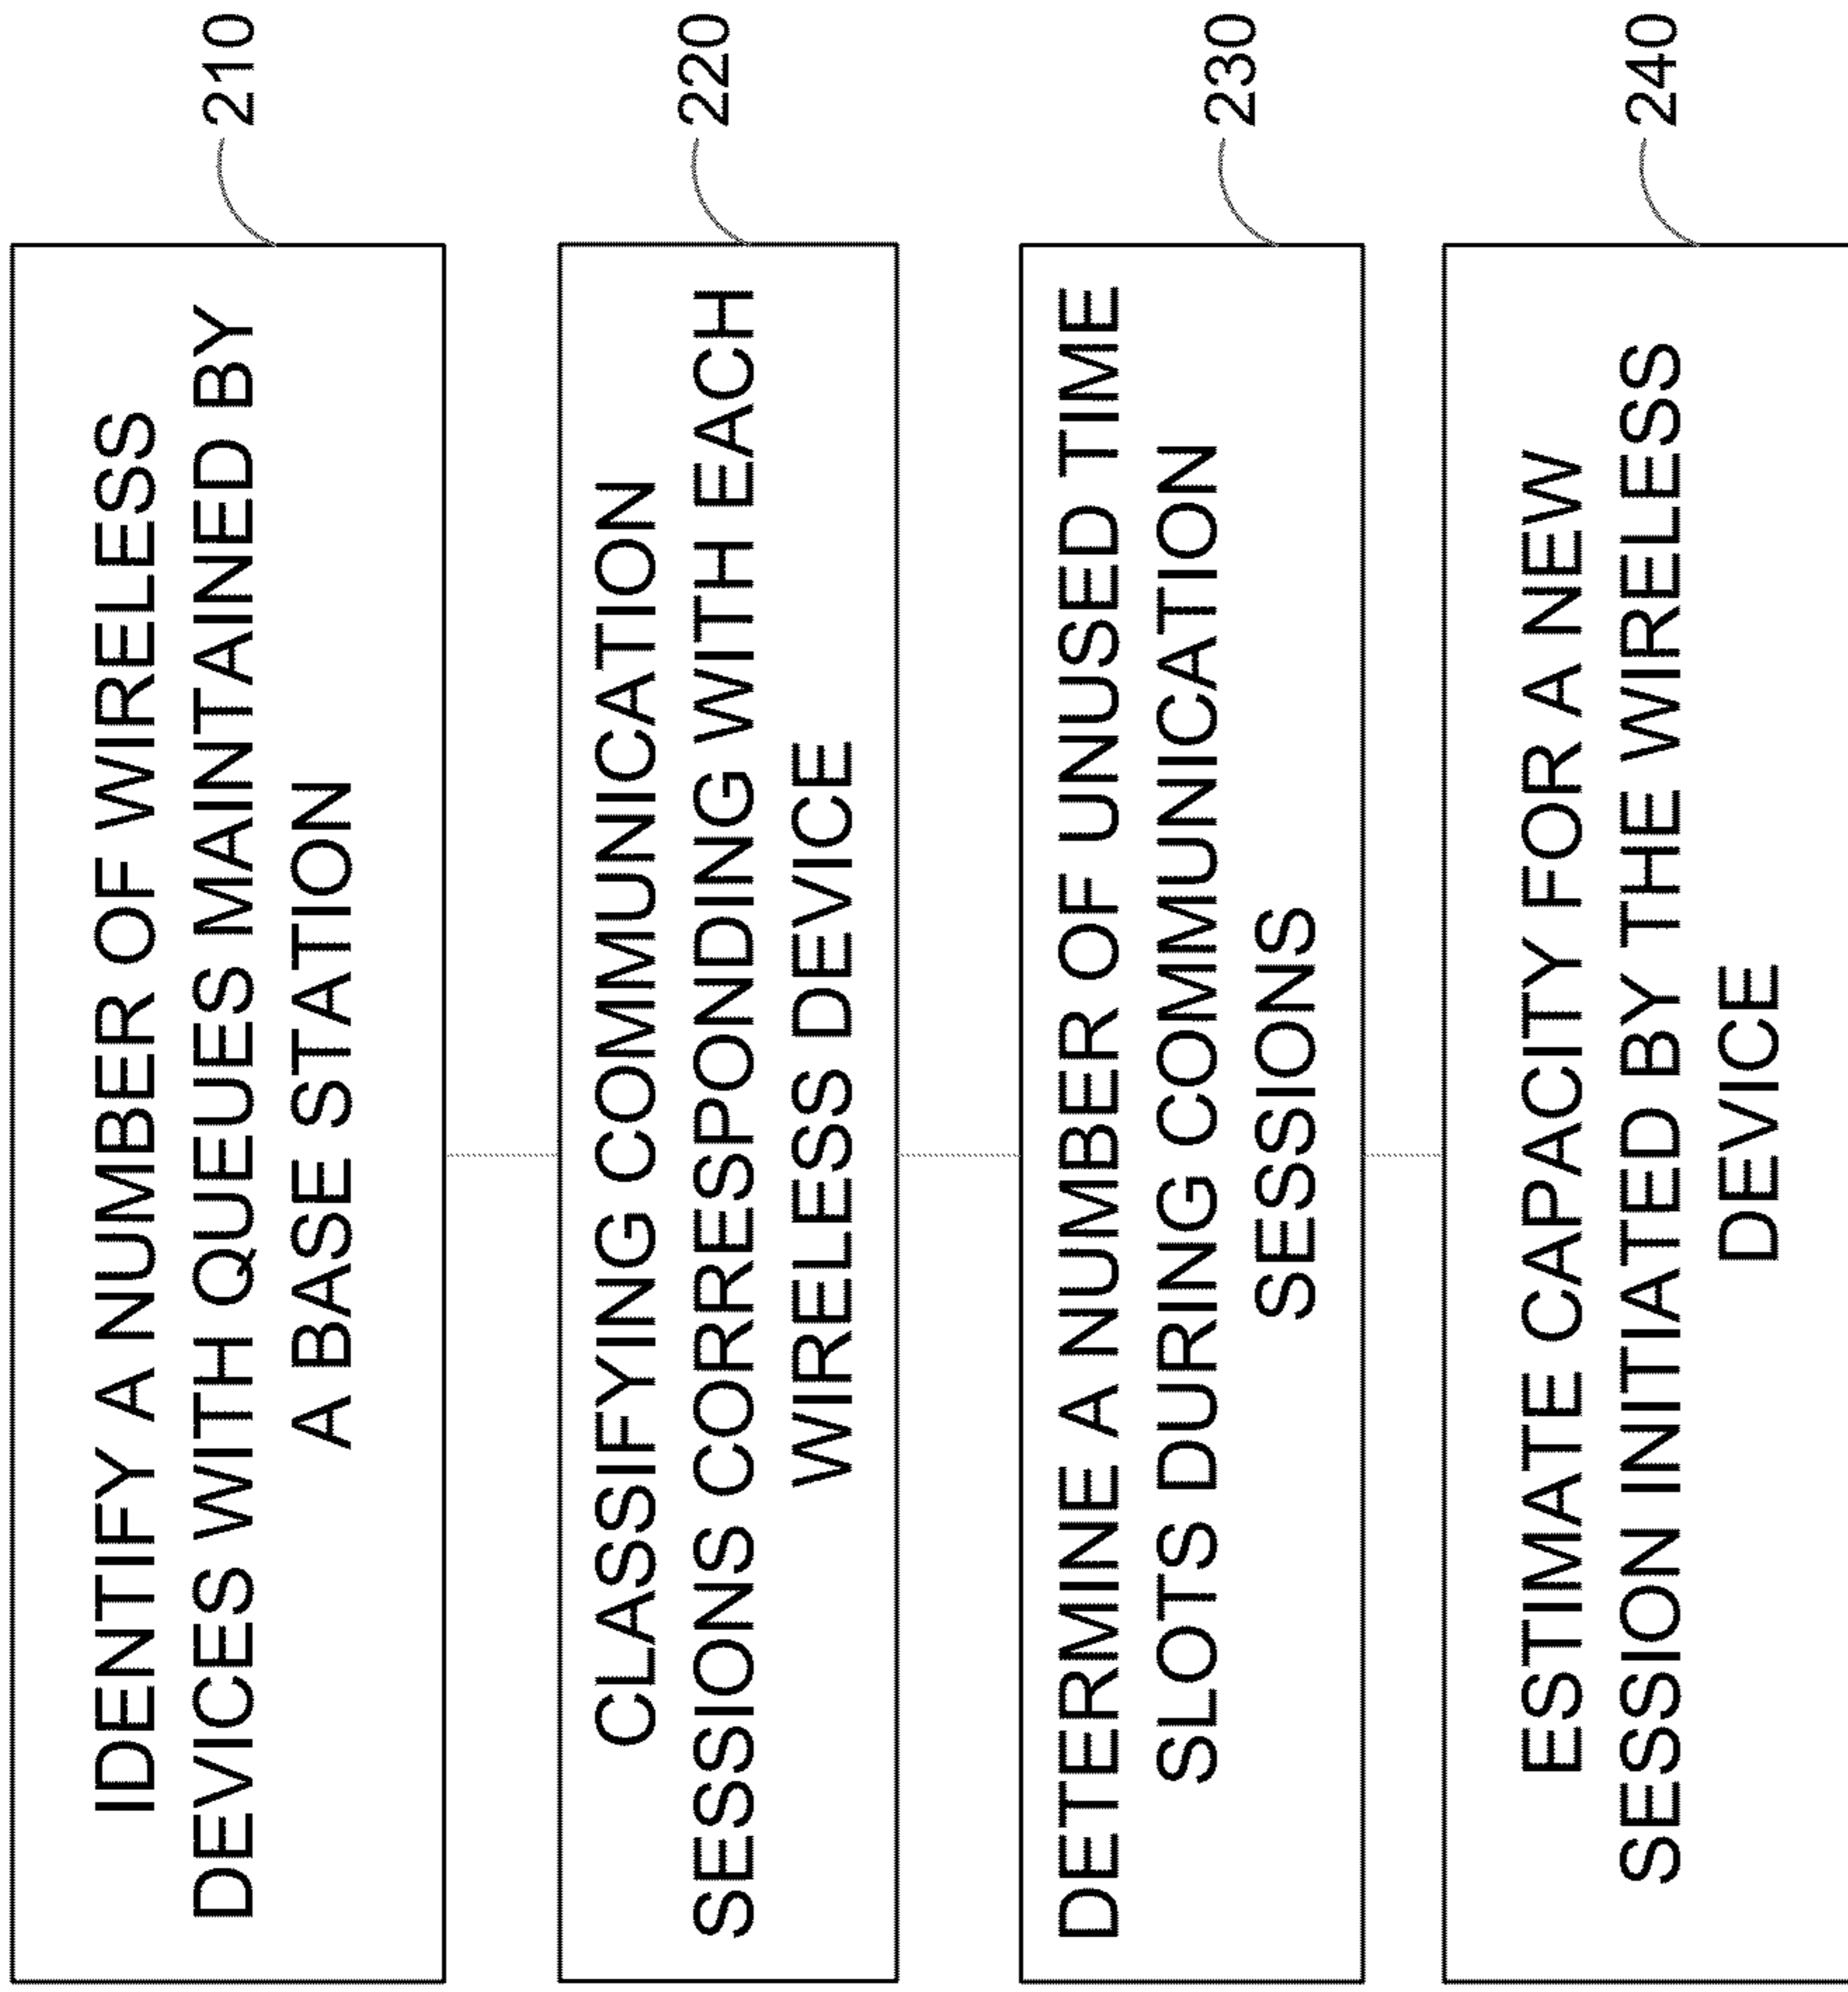 IDENTIFY A NUMBER OF WIRELESS
DEVICES WITH QUEUES MAINTAINED BY
A BASE STATION
210
CLASSIFYING COMMUNICATION
SESSIONS CORRESPONDING WITH EACH
WIRELESS DEVICE
220
DETERMINE A NUMBER OF UNUSED TIME
SLOTS DURING COMMUNICATION
SESSIONS
230
ESTIMATE CAPACITY FOR A NEW
SESSION INITIATED BY THE WIRELESS
DEVICE
240